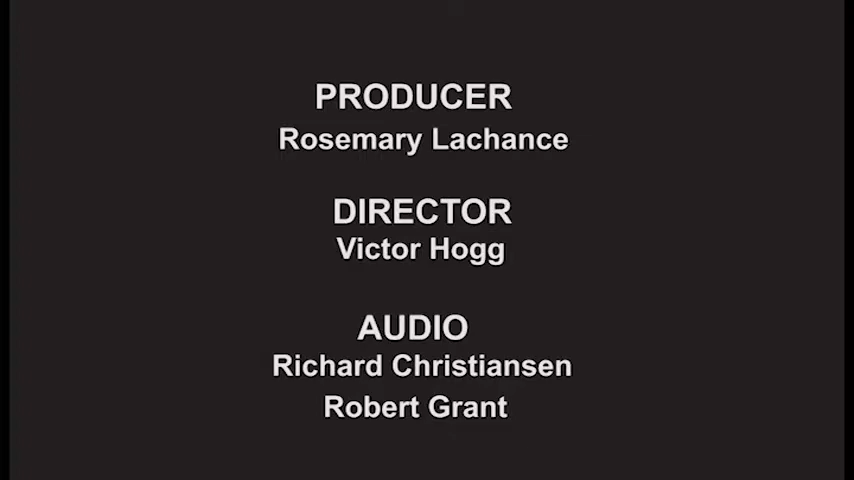 PRODUCER
Rosemary Lachance
DIRECTOR
Victor Hogg
AUDIO
Richard Christiansen
Robert Grant